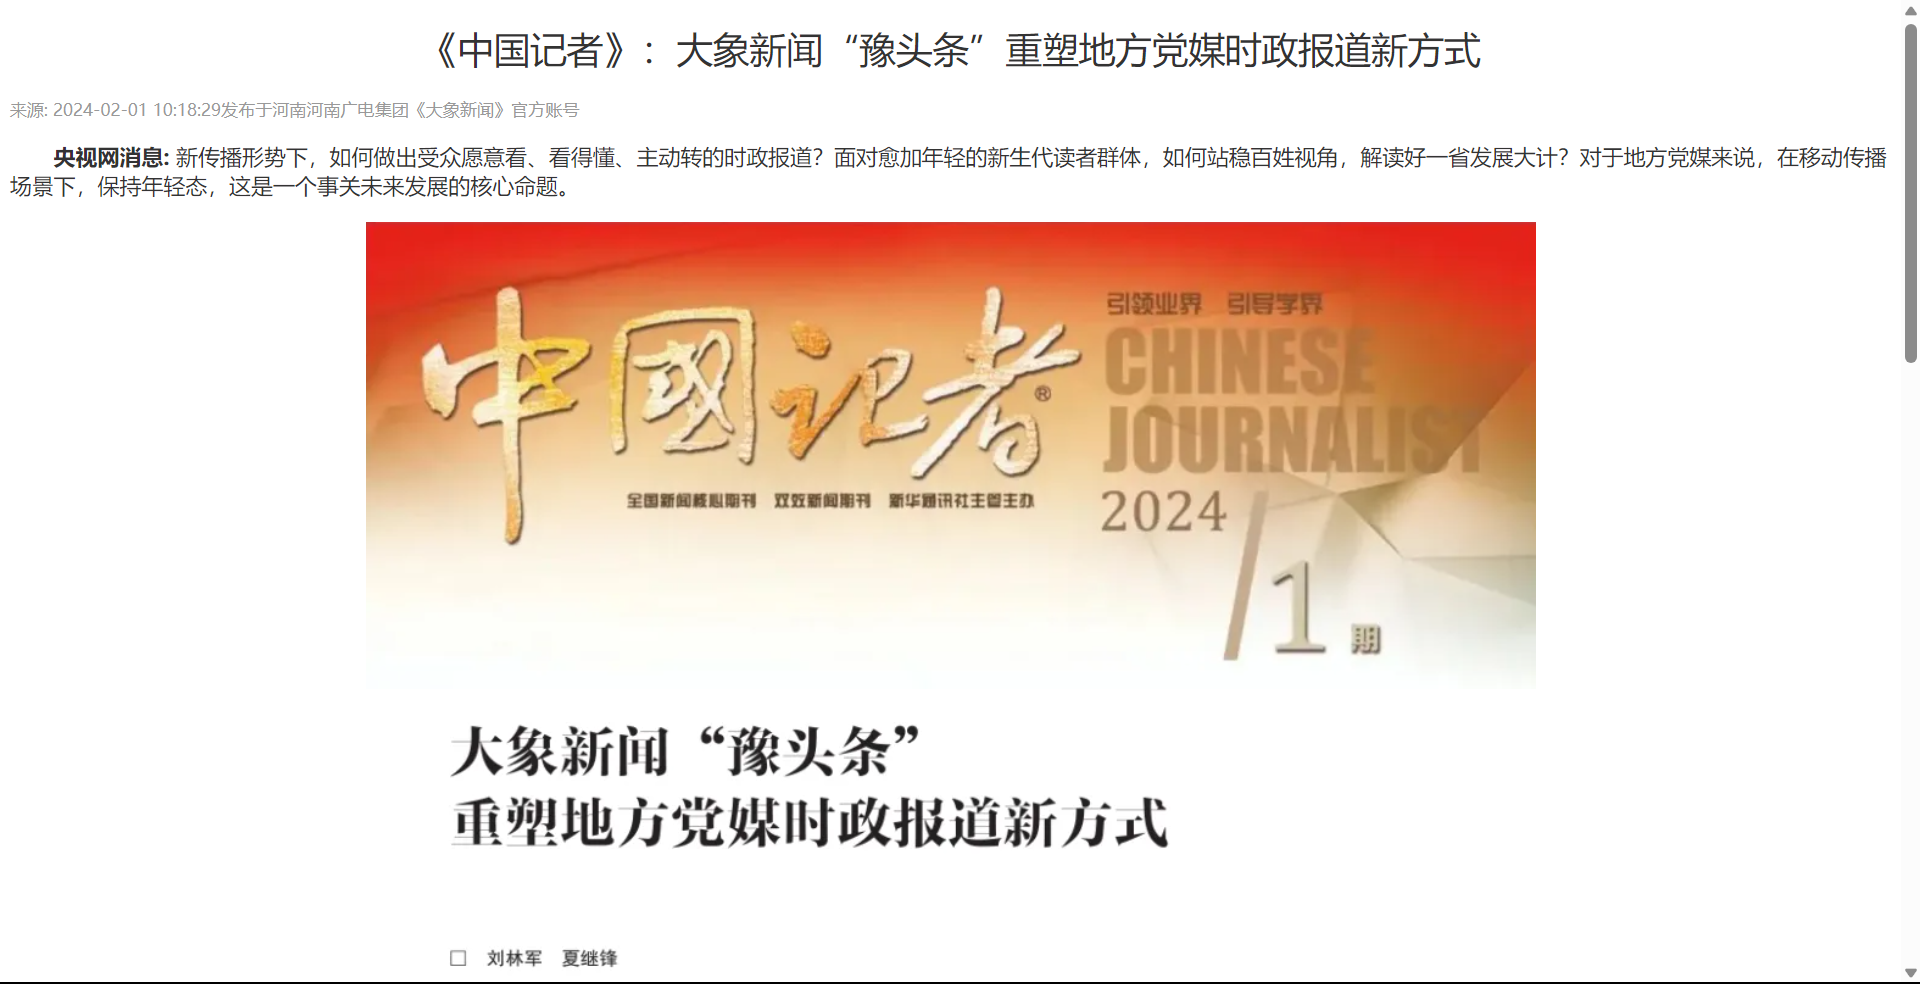 《中国记者》：大象新闻“豫头条”重塑地方党媒时政报道新方式
来源: 2024-02-01 10:18:29发布于河南河南广电集团《大象新闻》官方账号
央视网消息: 新传播形势下，如何做出受众愿意看、看得懂、主动转的时政报道？面对愈加年轻的新生代读者群体，如何站稳百姓视角，解读好一省发展大计？对于地方党媒来说，在移动传播
场景下，保持年轻态，这是一个事关未来发展的核心命题。
中國记者®
引领业界 引导学界
CHINESE
JOURNALIST
全国新闻核心期刊 双效新闻期刊 新华通讯社主管主办
2024/1期
大象新闻“豫头条”
重塑地方党媒时政报道新方式
□ 刘林军 夏继锋